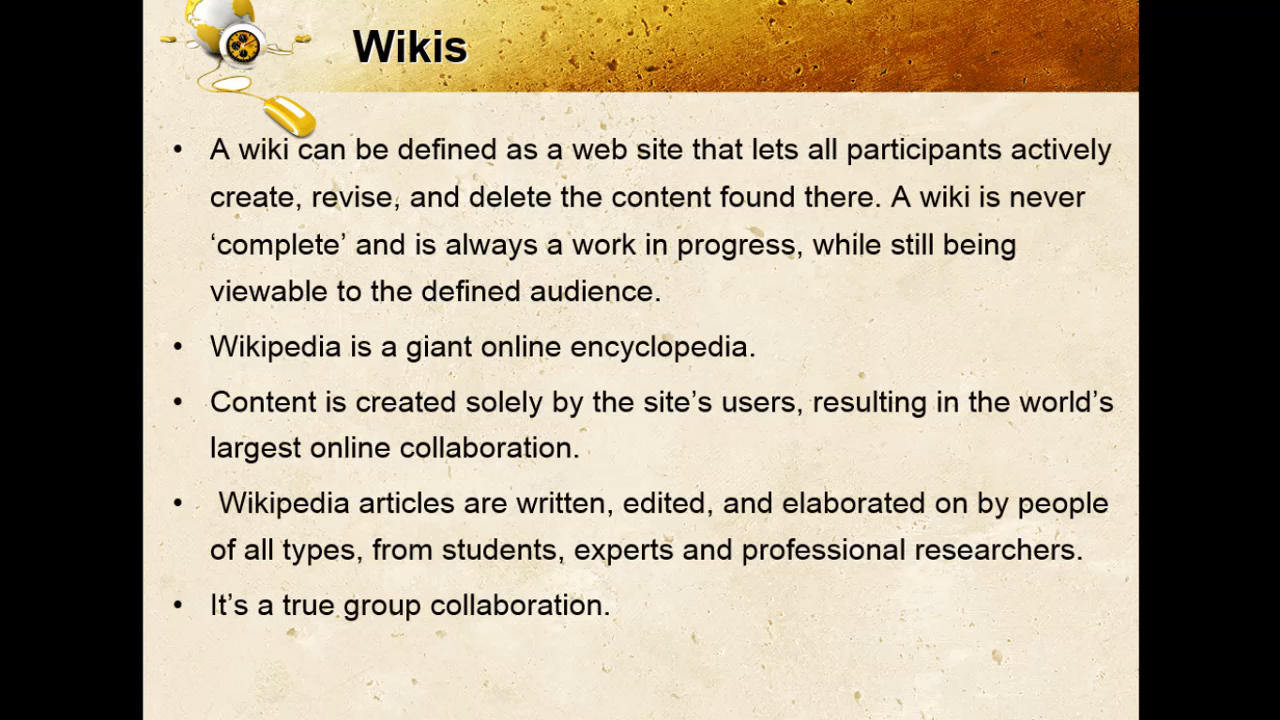 Wikis
• A wiki can be defined as a web site that lets all participants actively
create, revise, and delete the content found there. A wiki is never
‘complete’ and is always a work in progress, while still being
viewable to the defined audience.
• Wikipedia is a giant online encyclopedia.
• Content is created solely by the site’s users, resulting in the world’s
largest online collaboration.
• Wikipedia articles are written, edited, and elaborated on by people
of all types, from students, experts and professional researchers.
• It’s a true group collaboration.